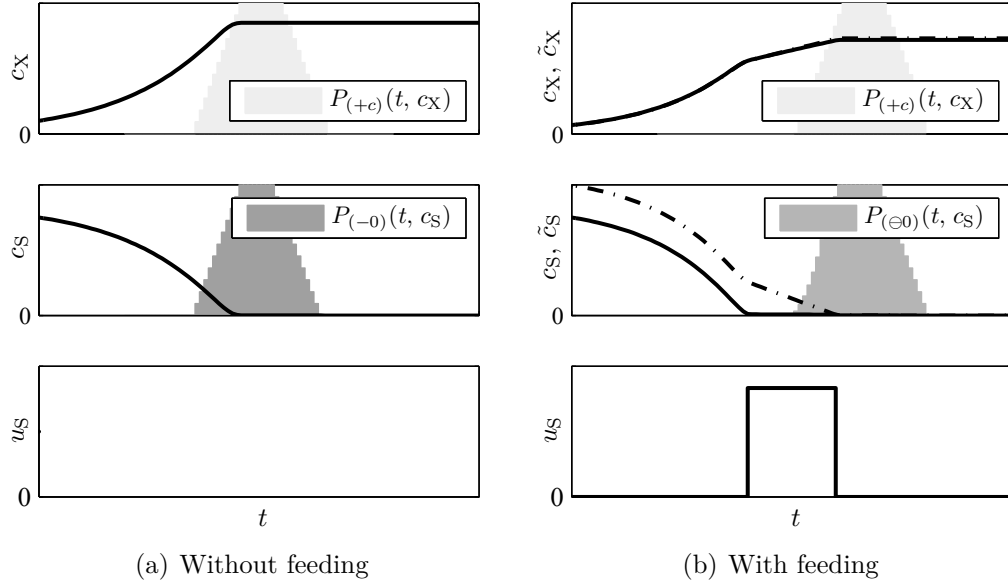 c_X
0
P_(+c)(t, c_X)
c_S
0
P_(−0)(t, c_S)
u_S
0
t
(a) Without feeding
c_X, c̃_X
0
P_(+c)(t, c_X)
c_S, c̃_S
0
P_(⊖0)(t, c_S)
u_S
0
t
(b) With feeding